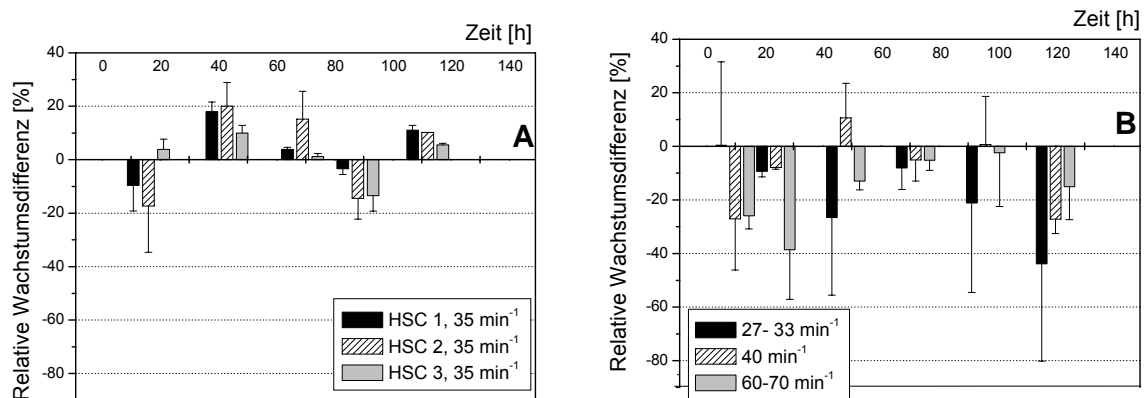 Zeit [h]
0 20 40 60 80 100 120 140
40
20
0
-20
-40
-60
-80
Relative Wachstumsdifferenz [%]
A
HSC 1, 35 min⁻¹
HSC 2, 35 min⁻¹
HSC 3, 35 min⁻¹
Zeit [h]
0 20 40 60 80 100 120 140
40
20
0
-20
-40
-60
-80
Relative Wachstumsdifferenz [%]
B
27- 33 min⁻¹
40 min⁻¹
60-70 min⁻¹